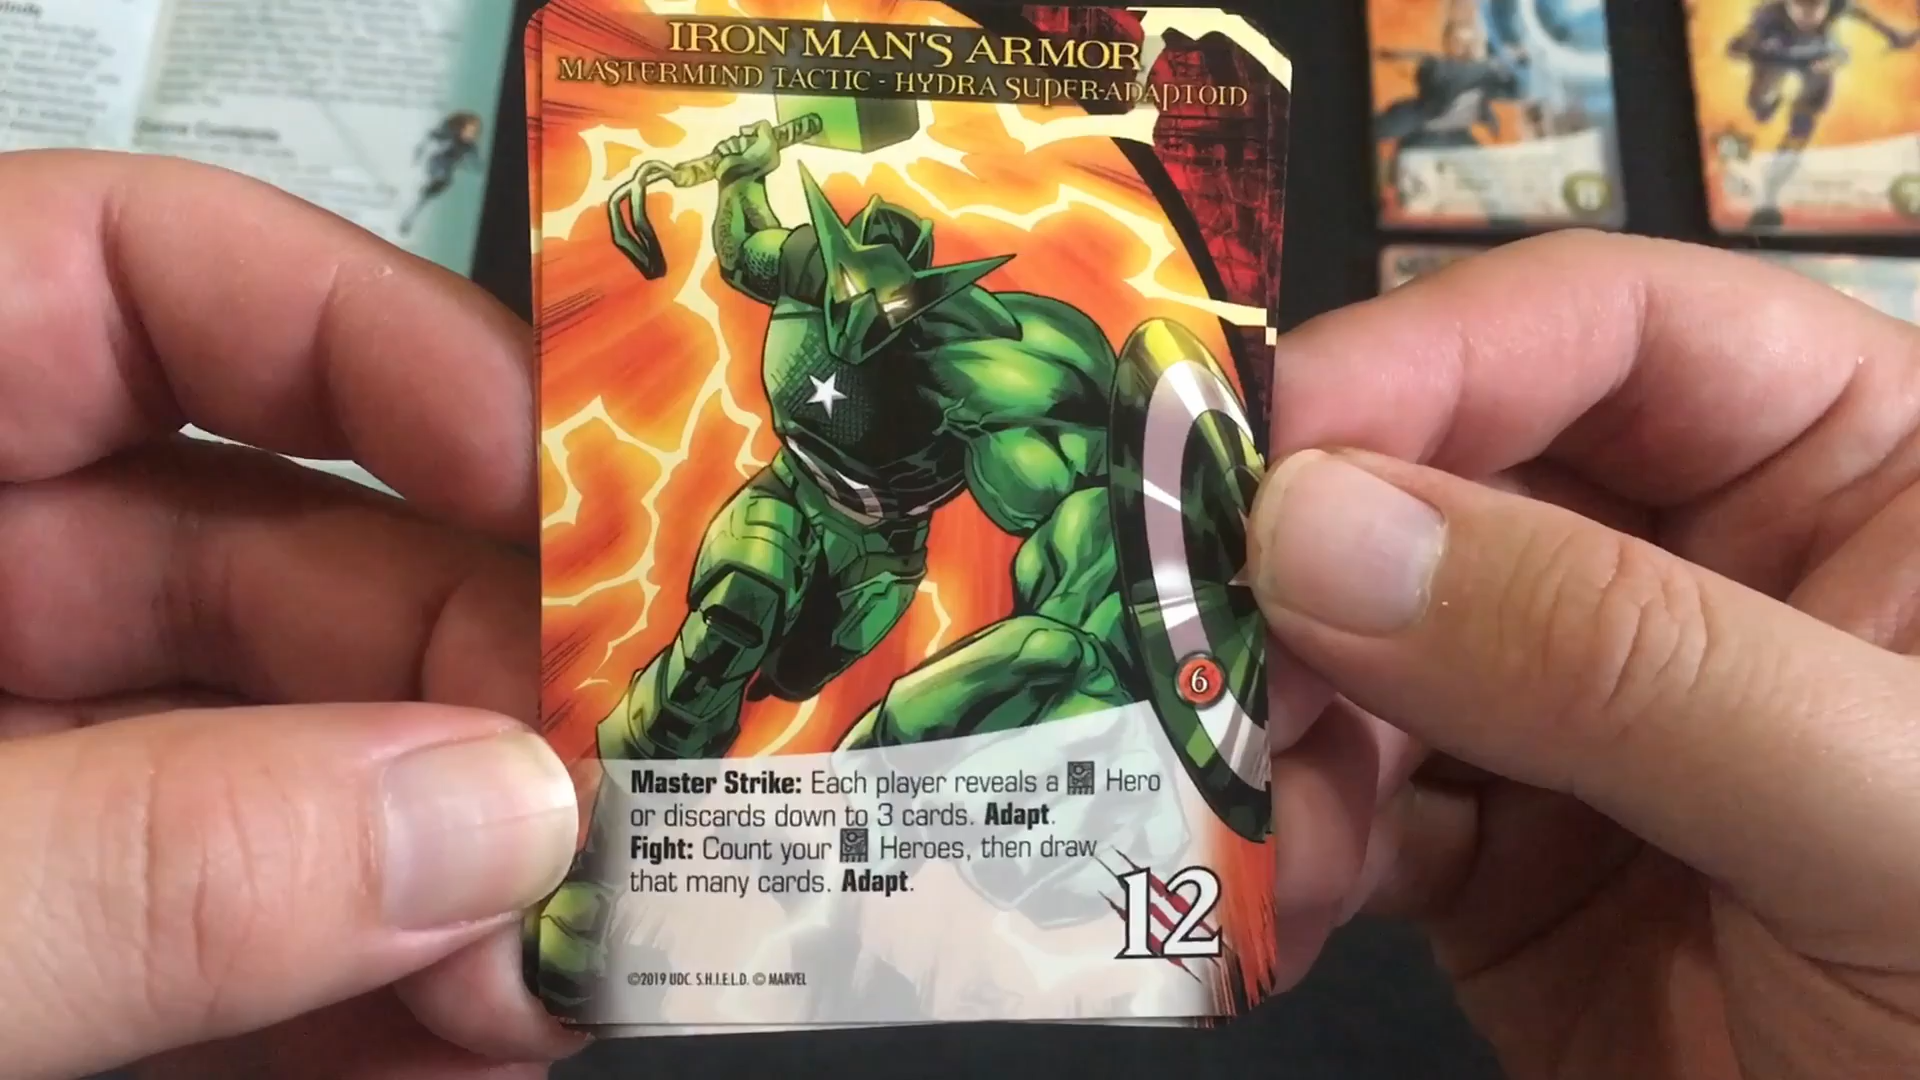 IRON MAN'S ARMOR
MASTERMIND TACTIC - HYDRA SUPER-ADAPTOID
6
Master Strike: Each player reveals a Hero
or discards down to 3 cards. Adapt.
Fight: Count your Heroes, then draw
that many cards. Adapt.
12
©2019 UDC. S.H.I.E.L.D. © MARVEL